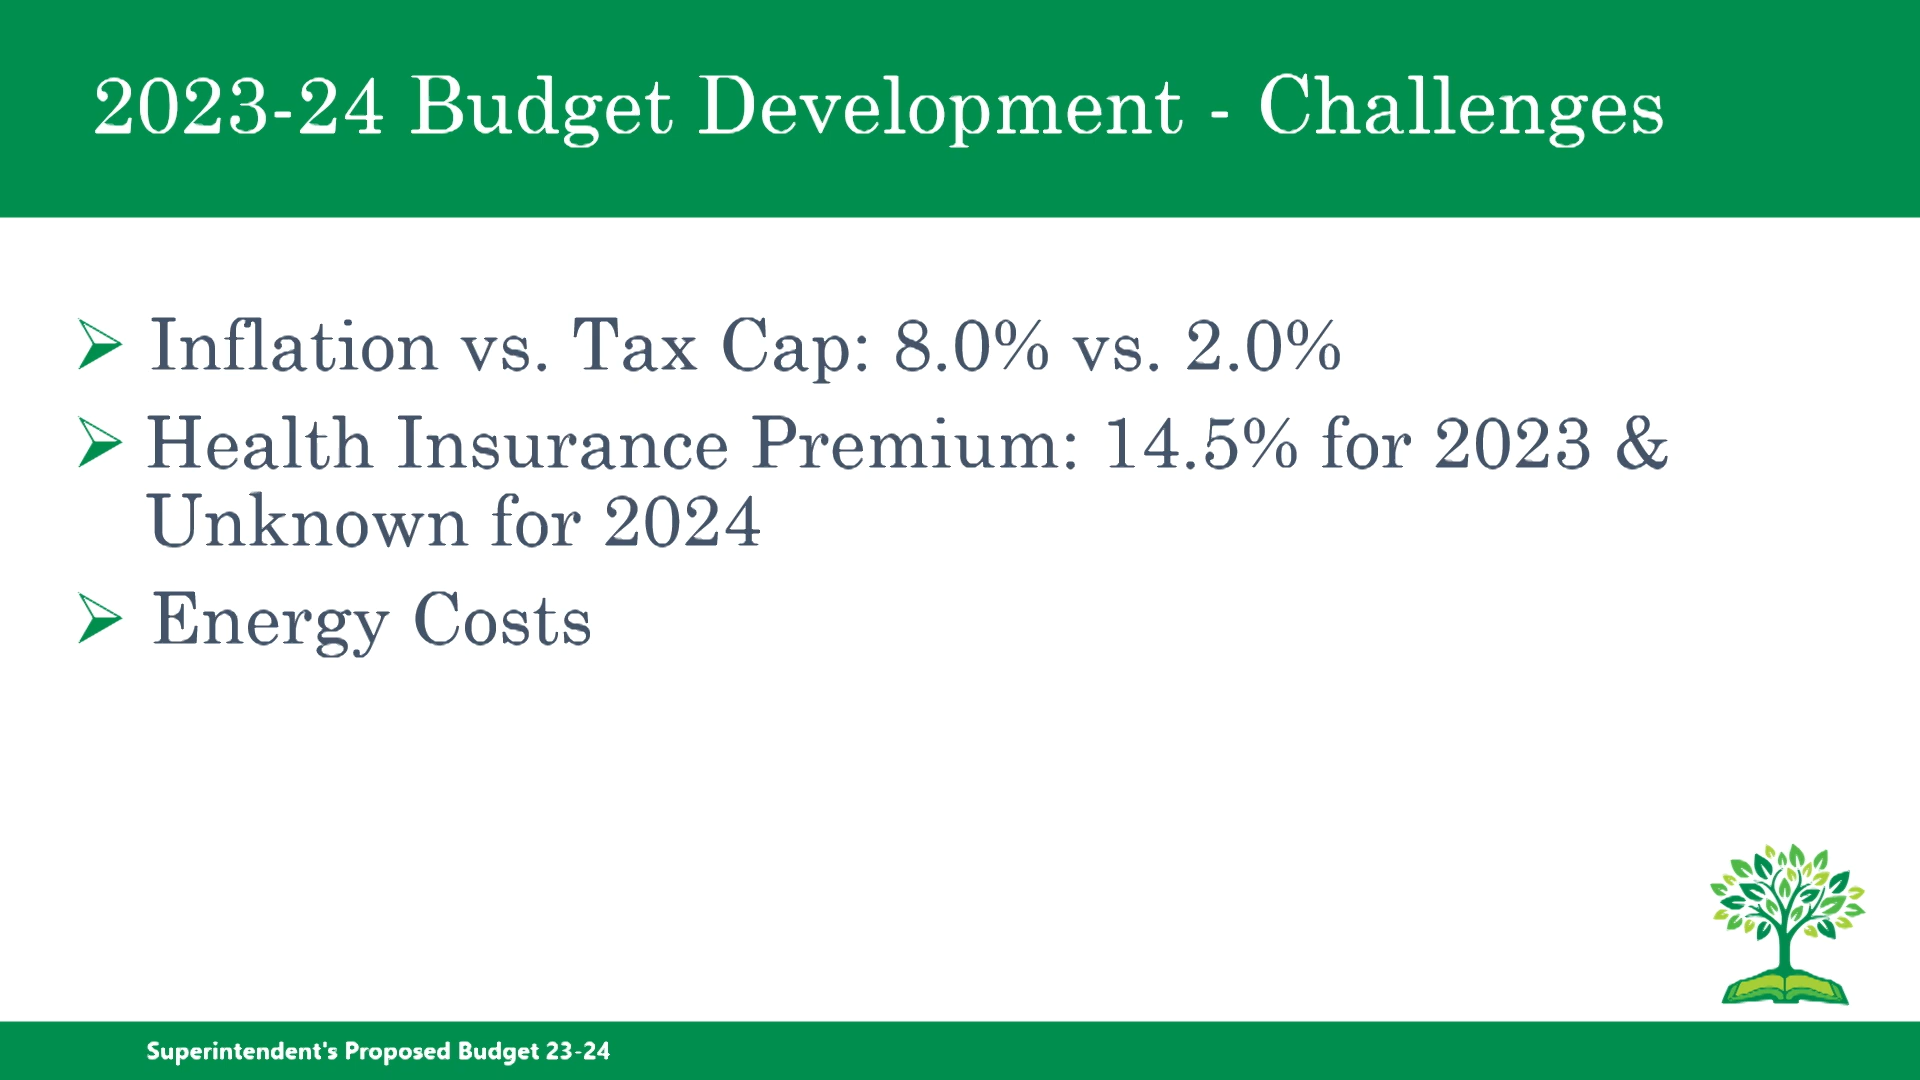 2023-24 Budget Development - Challenges
Inflation vs. Tax Cap: 8.0% vs. 2.0%
Health Insurance Premium: 14.5% for 2023 &
Unknown for 2024
Energy Costs
Superintendent's Proposed Budget 23-24